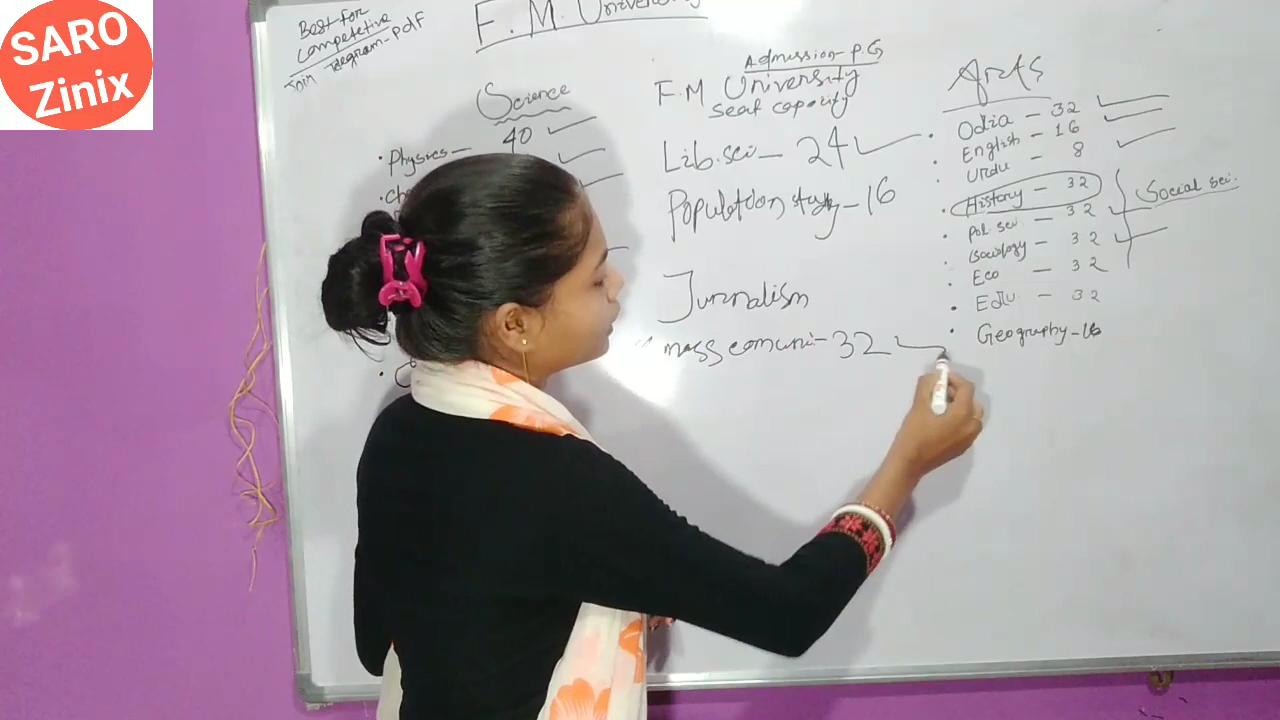 SARO
Zinix
Best for
Competetive
Join Telegram - Pdf
F. M. University
Science
• Physics — 40
Admission - P.G
F.M University
Seat capacity
Lib. sci — 24
Population study — 16
Jurnalism
mass comuni - 32
Arts
• Odia — 32
• English — 16
• Urdu — 8
• History — 32
• Pol. sci — 32
• Sociology — 32
• Eco — 32
• Edu. — 32
• Geography - 16
Social sci.